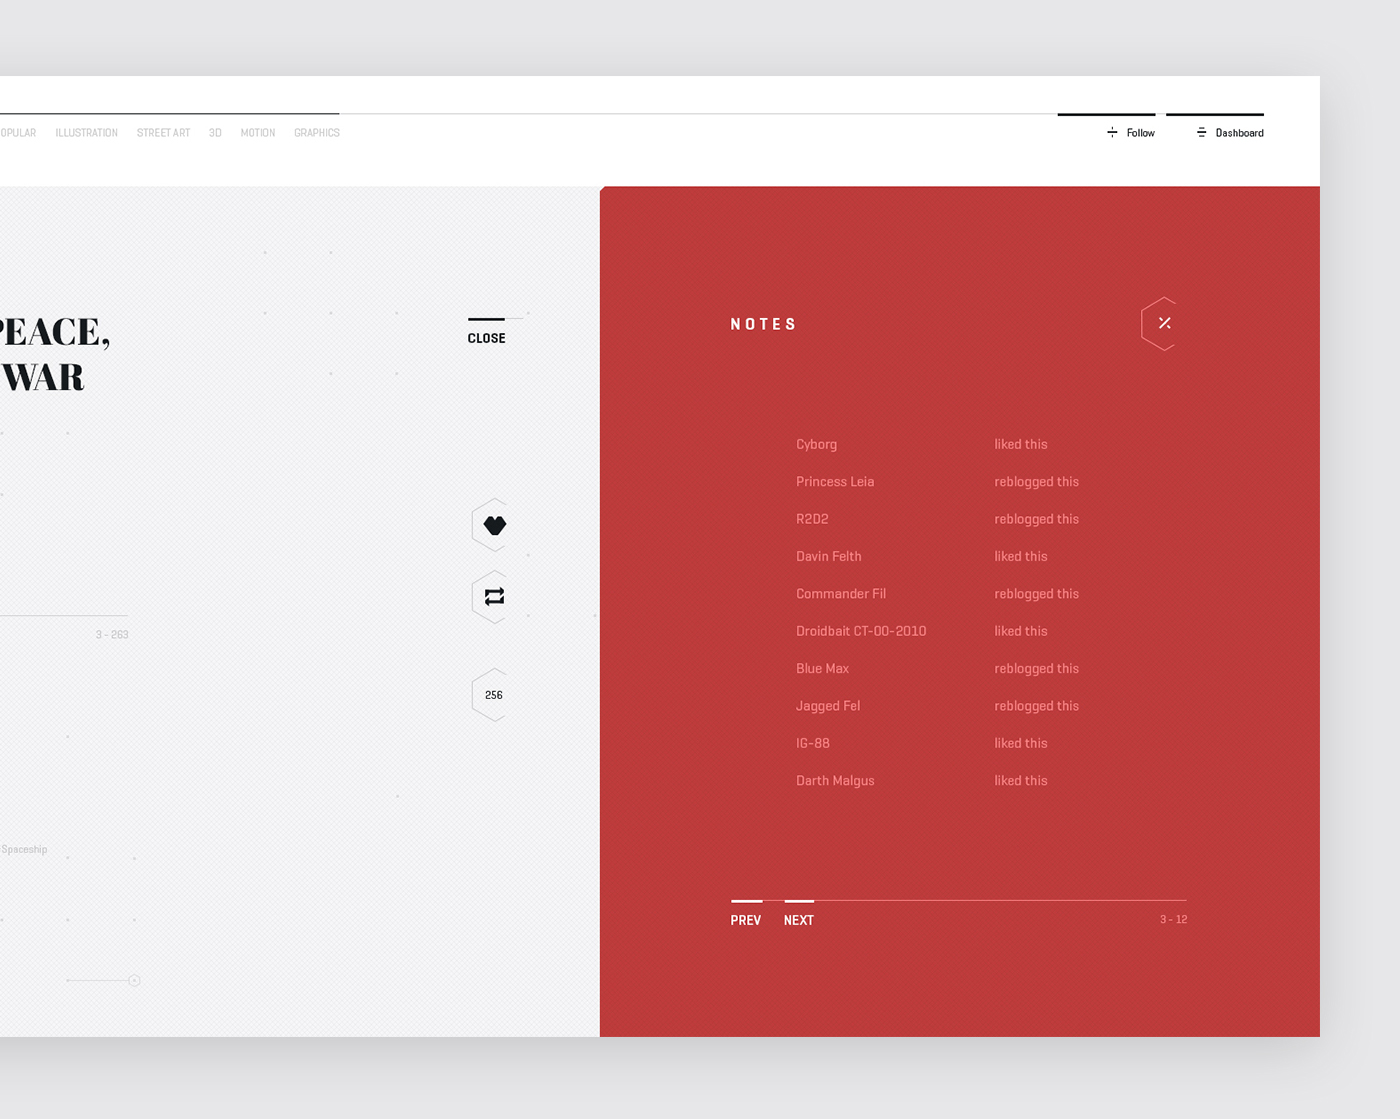 OPULAR ILLUSTRATION STREET ART 3D MOTION GRAPHICS
Follow Dashboard
PEACE,
WAR
CLOSE
3 - 263
256
Spaceship
NOTES
Cyborg liked this
Princess Leia reblogged this
R2D2 reblogged this
Davin Felth liked this
Commander Fil reblogged this
Droidbait CT-00-2010 liked this
Blue Max reblogged this
Jagged Fel reblogged this
IG-88 liked this
Darth Malgus liked this
PREV NEXT 3 - 12